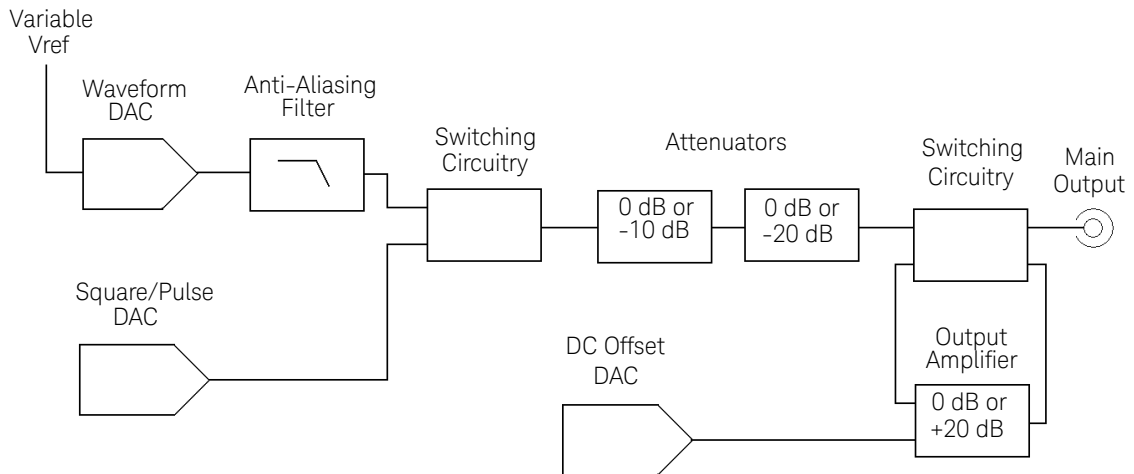 Variable
Vref
Waveform
DAC
Anti-Aliasing
Filter
Switching
Circuitry
Attenuators
Switching
Circuitry
Main
Output
0 dB or
-10 dB
0 dB or
-20 dB
Square/Pulse
DAC
DC Offset
DAC
Output
Amplifier
0 dB or
+20 dB